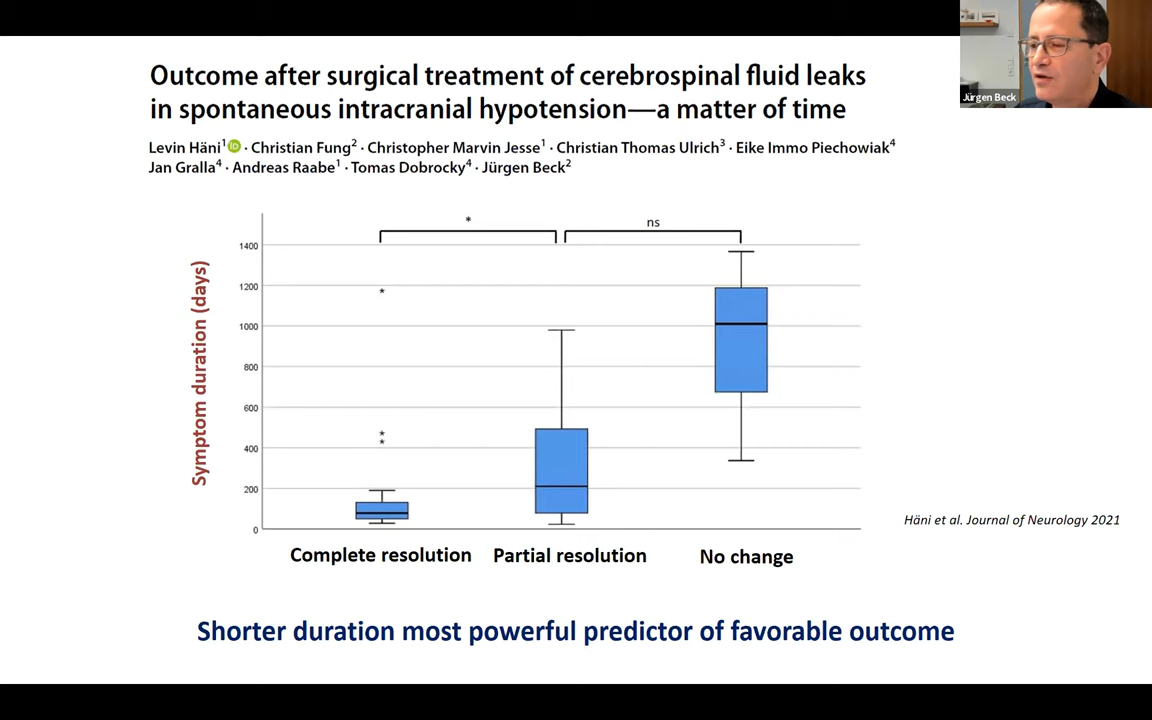 Jürgen Beck
Outcome after surgical treatment of cerebrospinal fluid leaks
in spontaneous intracranial hypotension—a matter of time
Levin Häni¹ iD · Christian Fung² · Christopher Marvin Jesse¹ · Christian Thomas Ulrich³ · Eike Immo Piechowiak⁴
Jan Gralla⁴ · Andreas Raabe¹ · Tomas Dobrocky⁴ · Jürgen Beck²
* ns
Symptom duration (days)
1400
1200
1000
800
600
400
200
0
*
*
*
Complete resolution Partial resolution No change
Häni et al. Journal of Neurology 2021
Shorter duration most powerful predictor of favorable outcome